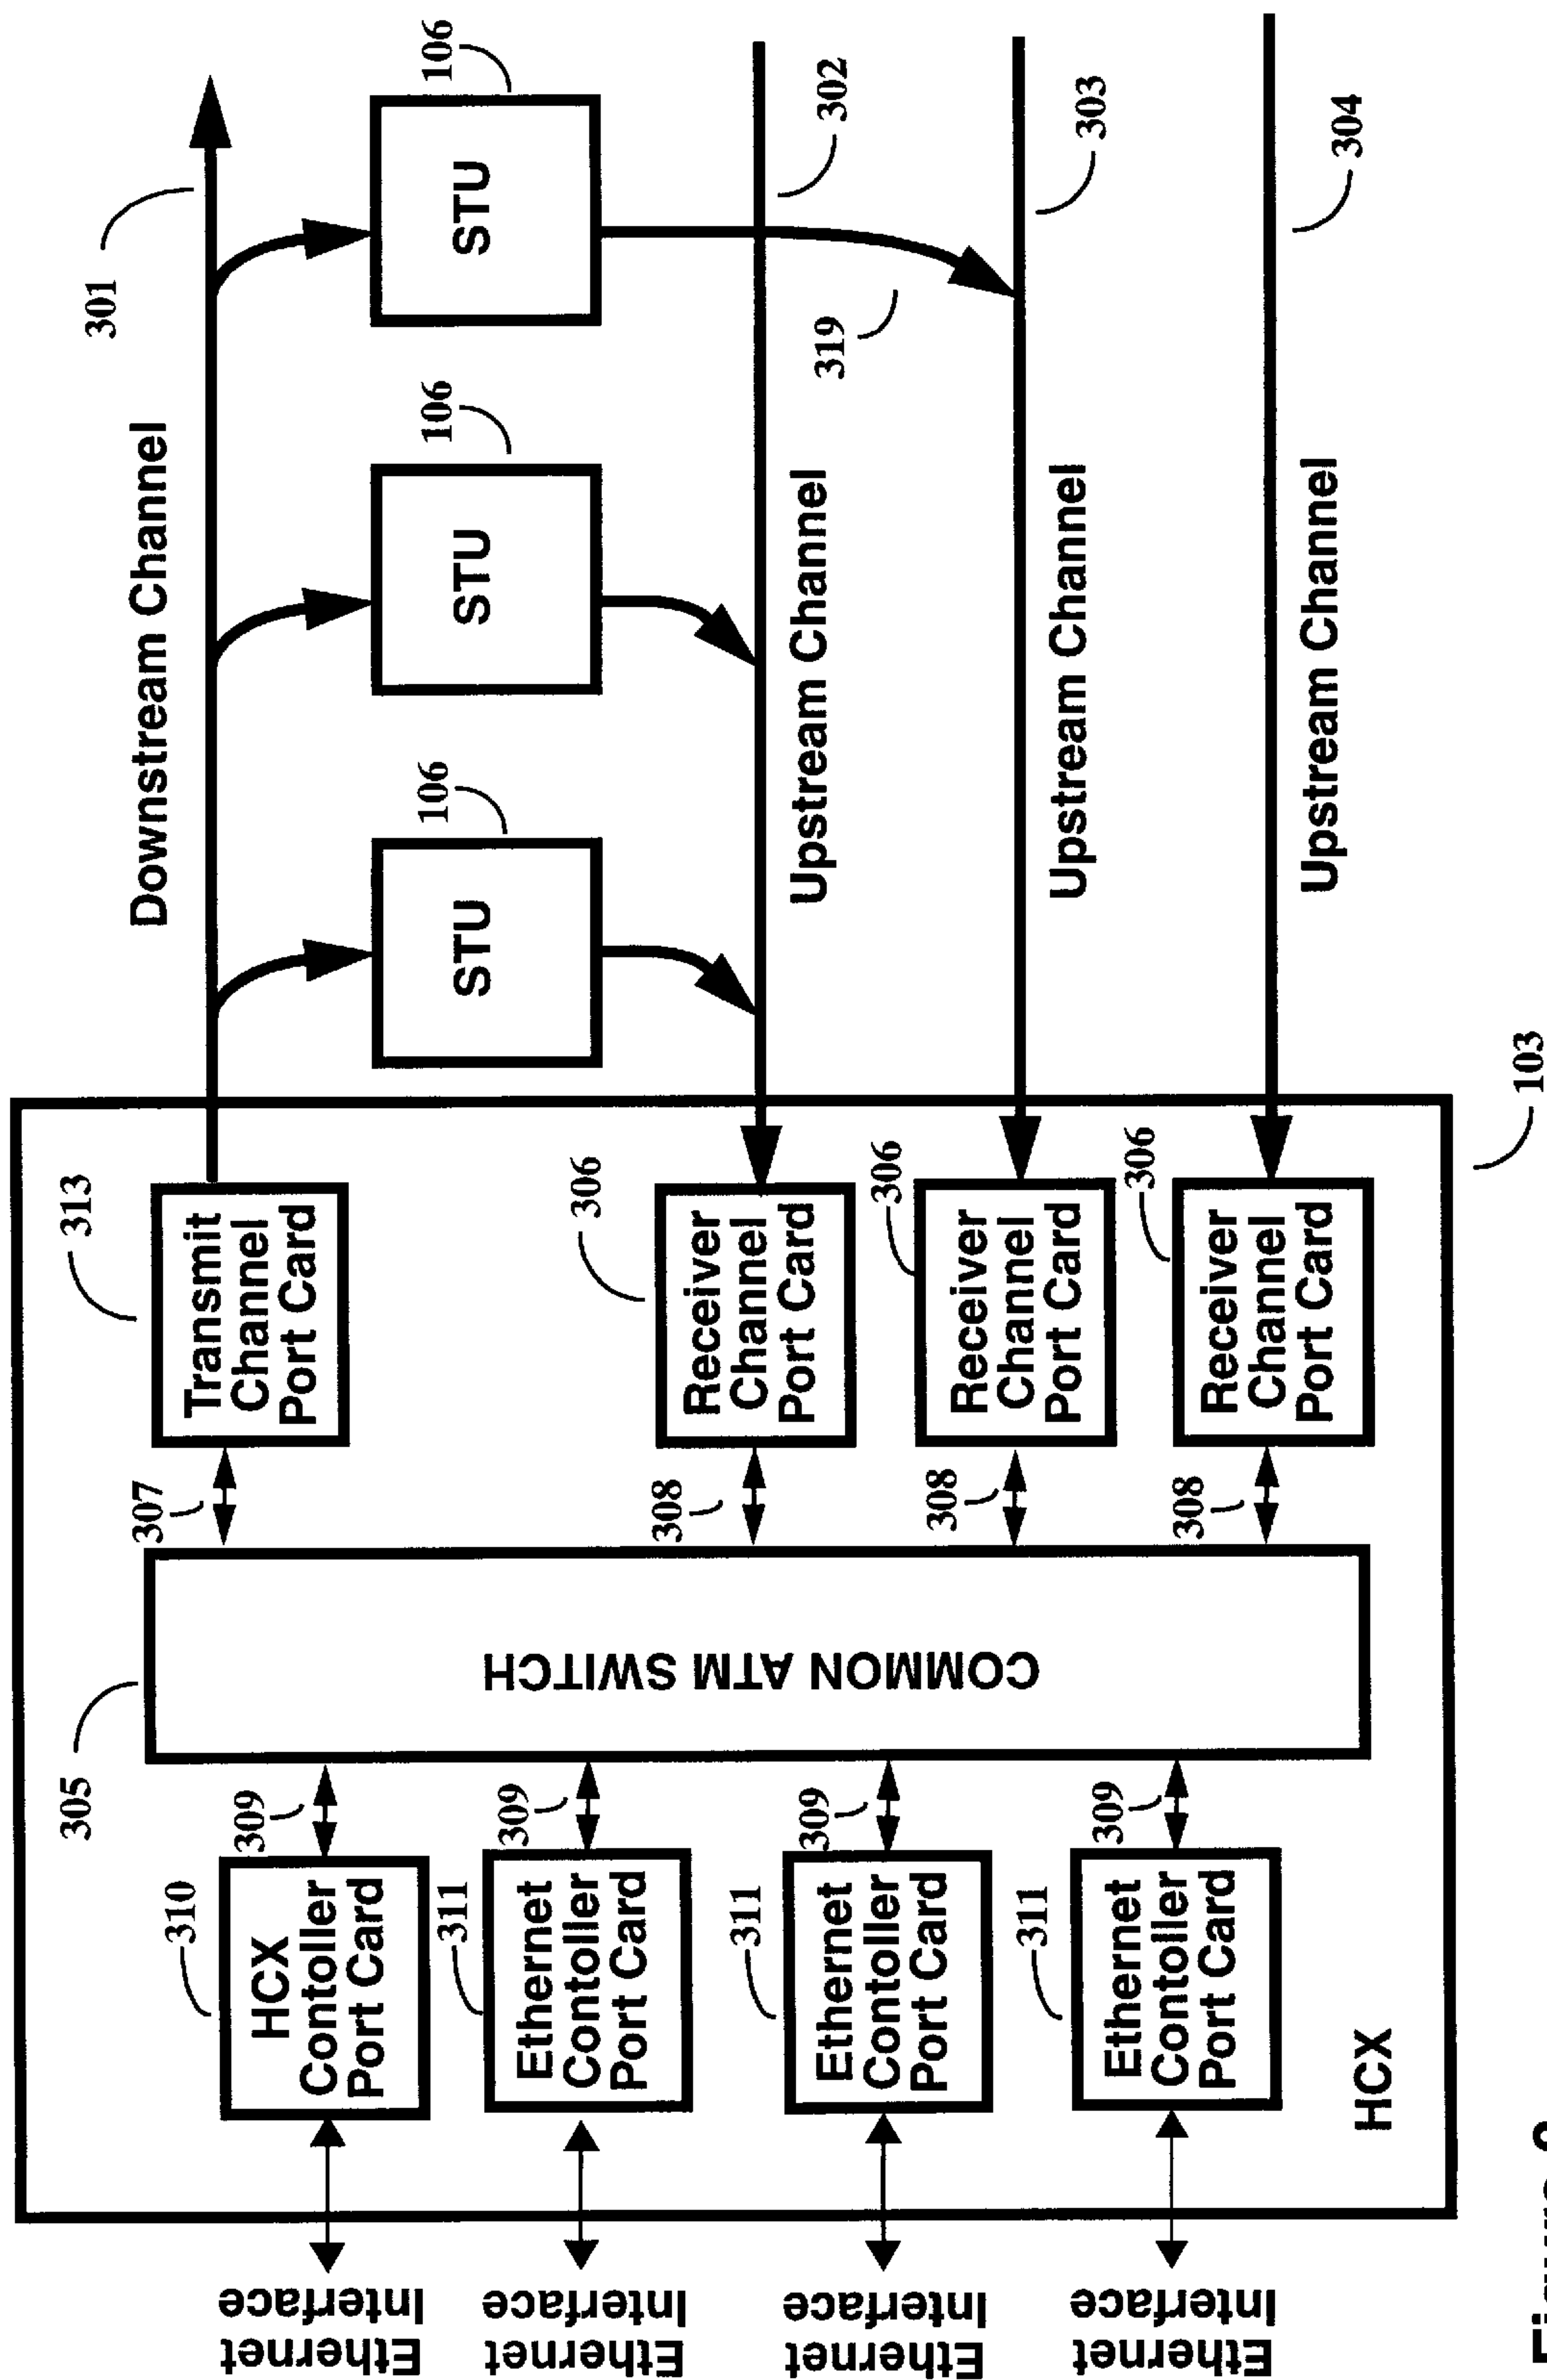 Ethernet
Interface
Ethernet
Interface
Ethernet
Interface
Ethernet
Interface
310
HCX
Contoller
Port Card
309
311
Ethernet
Contoller
Port Card
309
311
Ethernet
Contoller
Port Card
309
311
Ethernet
Contoller
Port Card
309
HCX
305
COMMON ATM SWITCH
307
308
308
308
313
Transmit
Channel
Port Card
306
Receiver
Channel
Port Card
306
Receiver
Channel
Port Card
306
Receiver
Channel
Port Card
103
Downstream Channel
301
106
STU
106
STU
106
STU
Upstream Channel
302
319
Upstream Channel
303
Upstream Channel
304
Figure